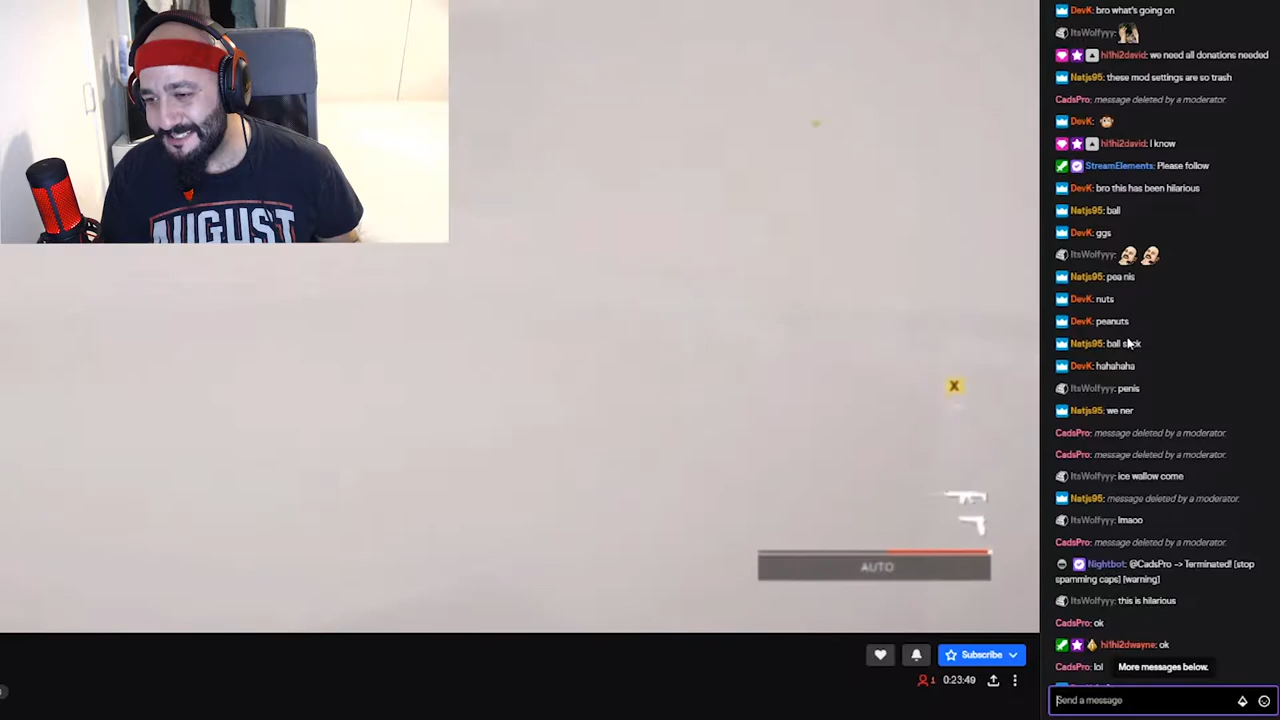 AUGUST
X
AUTO
Subscribe
1 0:23:49
DevK: bro what's going on
ItsWolfyyy:
hi1hi2david: we need all donations needed
Natjs95: these mod settings are so trash
CadsPro: message deleted by a moderator.
DevK:
hi1hi2david: I know
StreamElements: Please follow
DevK: bro this has been hilarious
Natjs95: ball
DevK: ggs
ItsWolfyyy:
Natjs95: pea nis
DevK: nuts
DevK: peanuts
Natjs95: ball sack
DevK: hahahaha
ItsWolfyyy: penis
Natjs95: we ner
CadsPro: message deleted by a moderator.
CadsPro: message deleted by a moderator.
ItsWolfyyy: ice wallow come
Natjs95: message deleted by a moderator.
ItsWolfyyy: lmaoo
CadsPro: message deleted by a moderator.
Nightbot: @CadsPro -> Terminated! [stop
spamming caps] [warning]
ItsWolfyyy: this is hilarious
CadsPro: ok
hi1hi2dwayne: ok
CadsPro: lol
More messages below.
Send a message